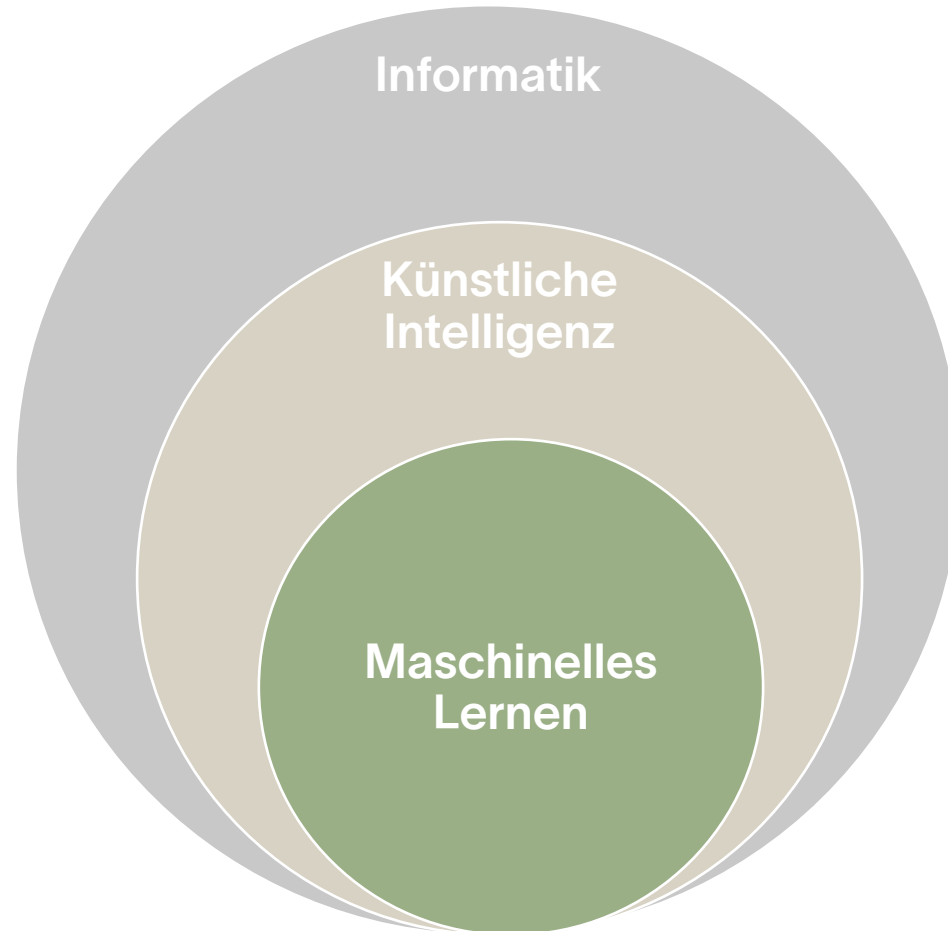 Informatik
Künstliche
Intelligenz
Maschinelles
Lernen